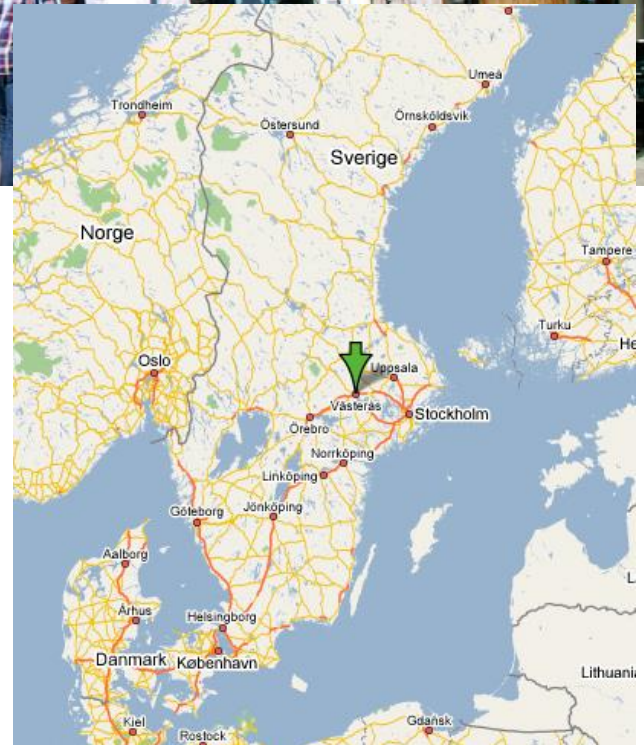 Umeå
Trondheim
Örnsköldsvik
Östersund
Sverige
Norge
Tampere
Turku
He
Oslo
Uppsala
Västerås
Stockholm
Örebro
Norrköping
Linköping
Göteborg
Jönköping
Aalborg
L
Århus
Helsingborg
Danmark
København
Lithuania
Kiel
Gdańsk
Rostock